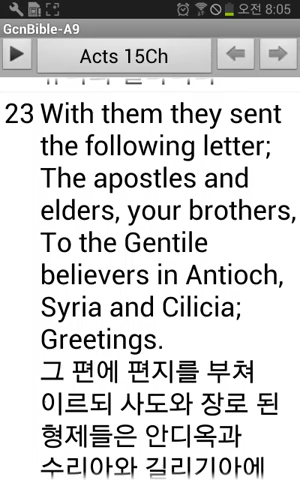 오전 8:05
GcnBible-A9
Acts 15Ch
23 With them they sent
the following letter;
The apostles and
elders, your brothers,
To the Gentile
believers in Antioch,
Syria and Cilicia;
Greetings.
그 편에 편지를 부쳐
이르되 사도와 장로 된
형제들은 안디옥과
수리아와 길리기아에